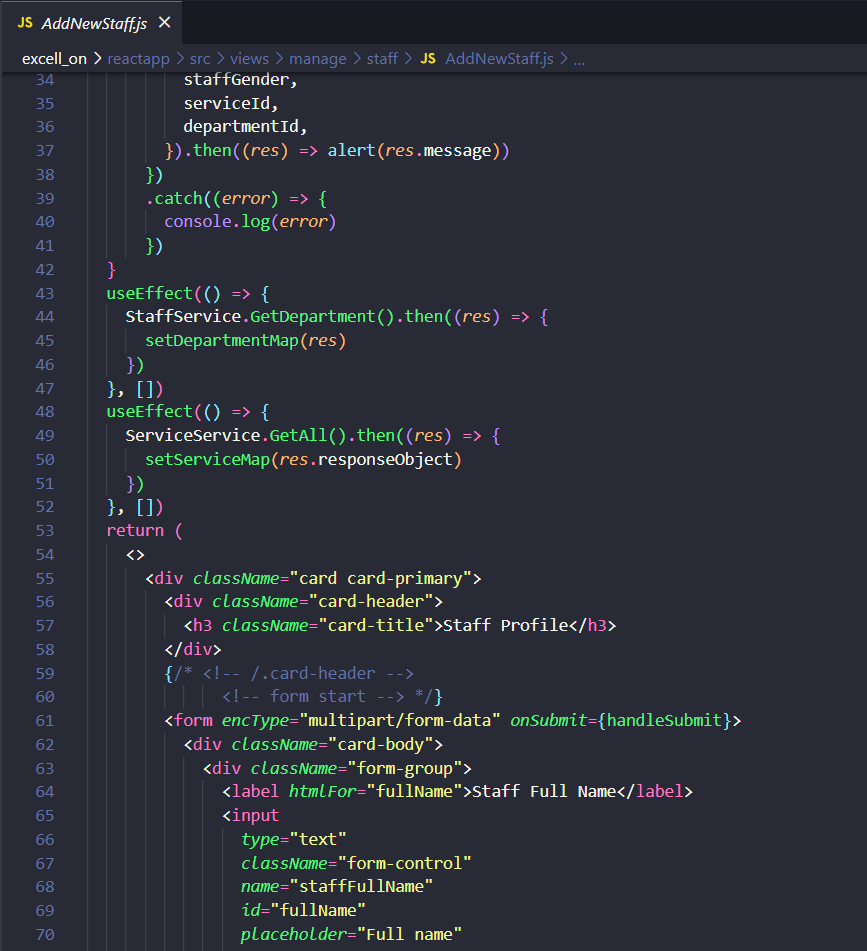 JS AddNewStaff.js ×
excell_on > reactapp > src > views > manage > staff > JS AddNewStaff.js > ...
34 staffGender,
35 serviceId,
36 departmentId,
37 }).then((res) => alert(res.message))
38 })
39 .catch((error) => {
40 console.log(error)
41 })
42 }
43 useEffect(() => {
44 StaffService.GetDepartment().then((res) => {
45 setDepartmentMap(res)
46 })
47 }, [])
48 useEffect(() => {
49 ServiceService.GetAll().then((res) => {
50 setServiceMap(res.responseObject)
51 })
52 }, [])
53 return (
54 <>
55 <div className="card card-primary">
56 <div className="card-header">
57 <h3 className="card-title">Staff Profile</h3>
58 </div>
59 {/* <!-- /.card-header -->
60 <!-- form start --> */}
61 <form encType="multipart/form-data" onSubmit={handleSubmit}>
62 <div className="card-body">
63 <div className="form-group">
64 <label htmlFor="fullName">Staff Full Name</label>
65 <input
66 type="text"
67 className="form-control"
68 name="staffFullName"
69 id="fullName"
70 placeholder="Full name"